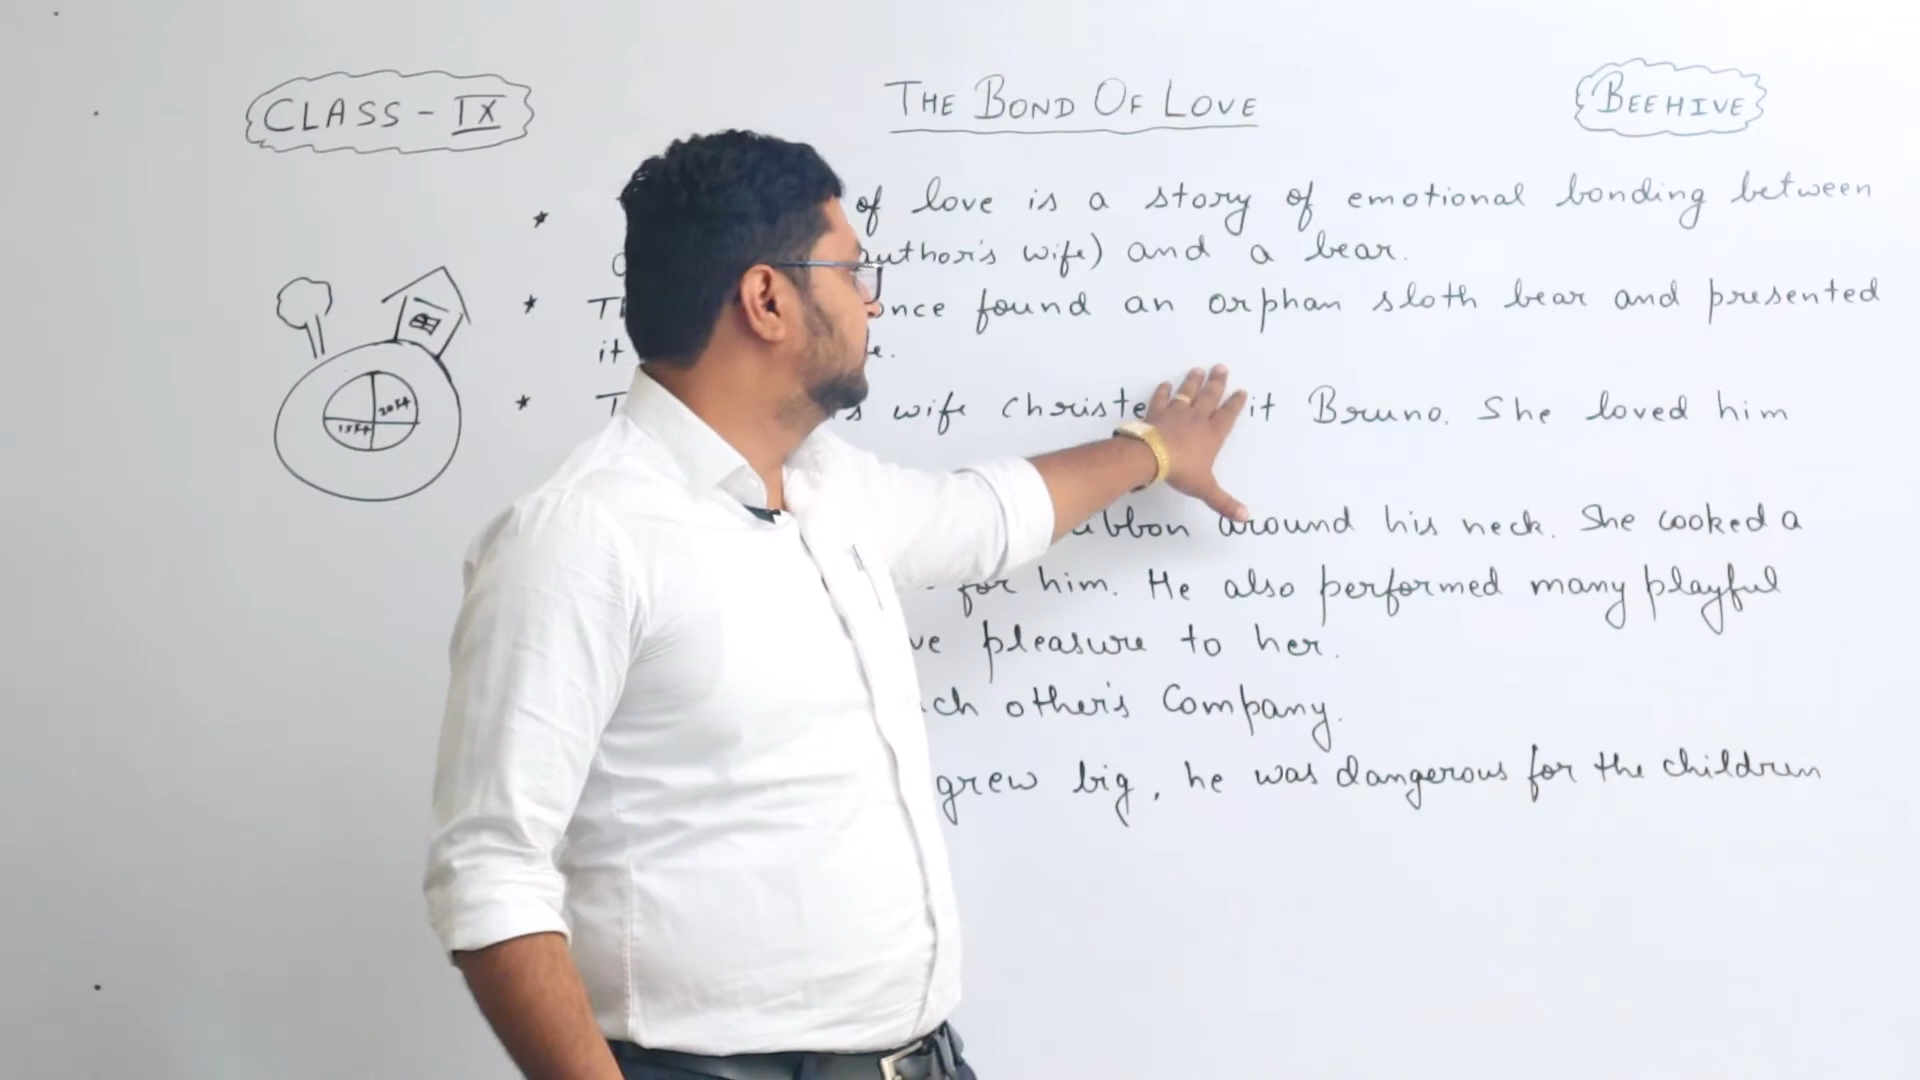 CLASS - IX
THE BOND OF LOVE
BEEHIVE
* of love is a story of emotional bonding between
author's wife) and a bear.
* once found an orphan sloth bear and presented
it
* wife it Bruno. She loved him
around his neck. She cooked a
for him. He also performed many playful
pleasure to her.
other's Company.
grew big, he was dangerous for the children
20ft
15ft